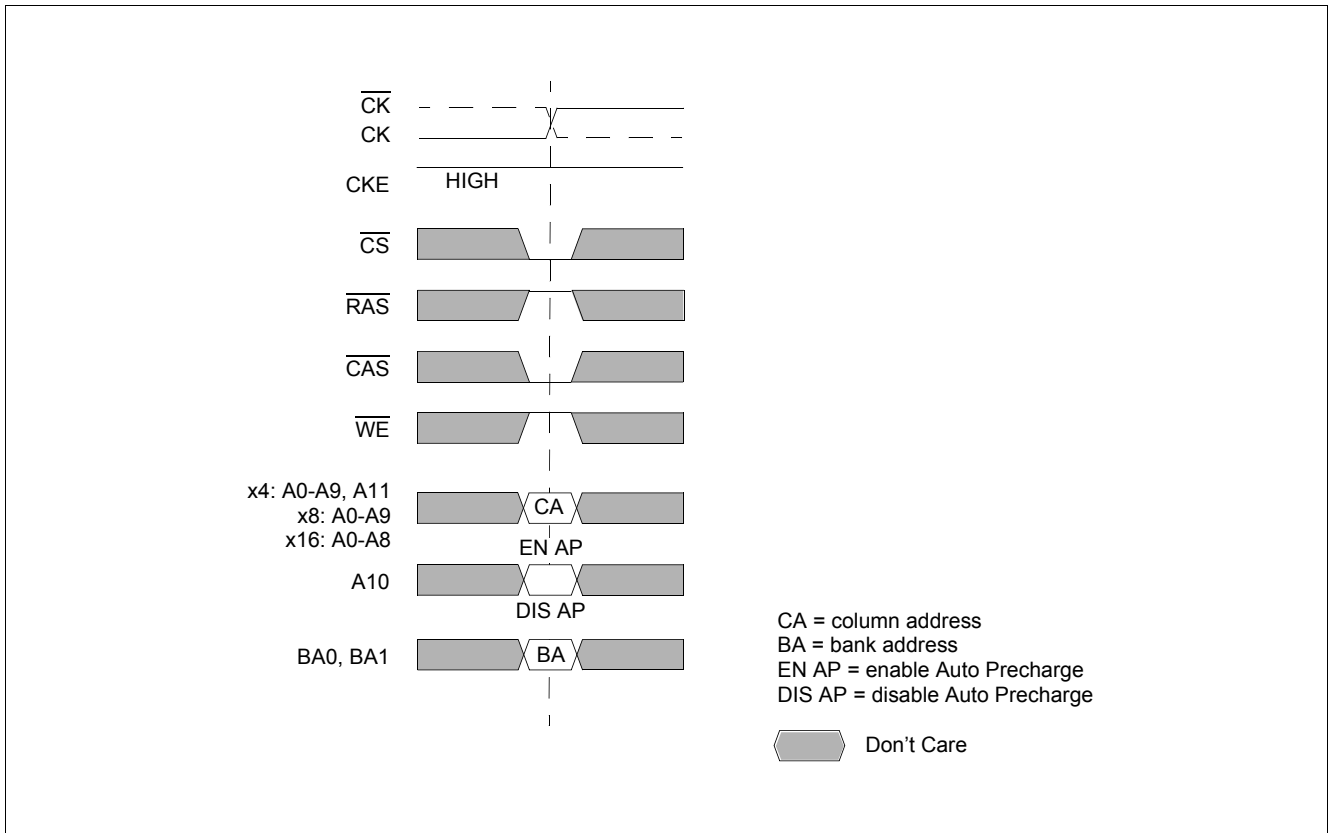 CK
CK
CKE
HIGH
CS
RAS
CAS
WE
x4: A0-A9, A11
x8: A0-A9
x16: A0-A8
CA
EN AP
A10
DIS AP
BA0, BA1
BA
CA = column address
BA = bank address
EN AP = enable Auto Precharge
DIS AP = disable Auto Precharge
Don't Care